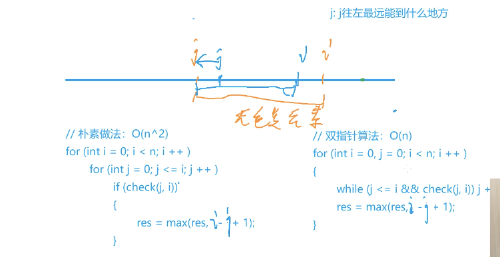 j: j往左最远能到什么地方
j j i i
无重复元素
// 朴素做法：O(n^2)
for (int i = 0; i < n; i ++ )
for (int j = 0; j <= i; j ++ )
if (check(j, i))
{
res = max(res, i - j + 1);
}
// 双指针算法：O(n)
for (int i = 0, j = 0; i < n; i ++ )
{
while (j <= i && check(j, i)) j +
res = max(res, i - j + 1);
}